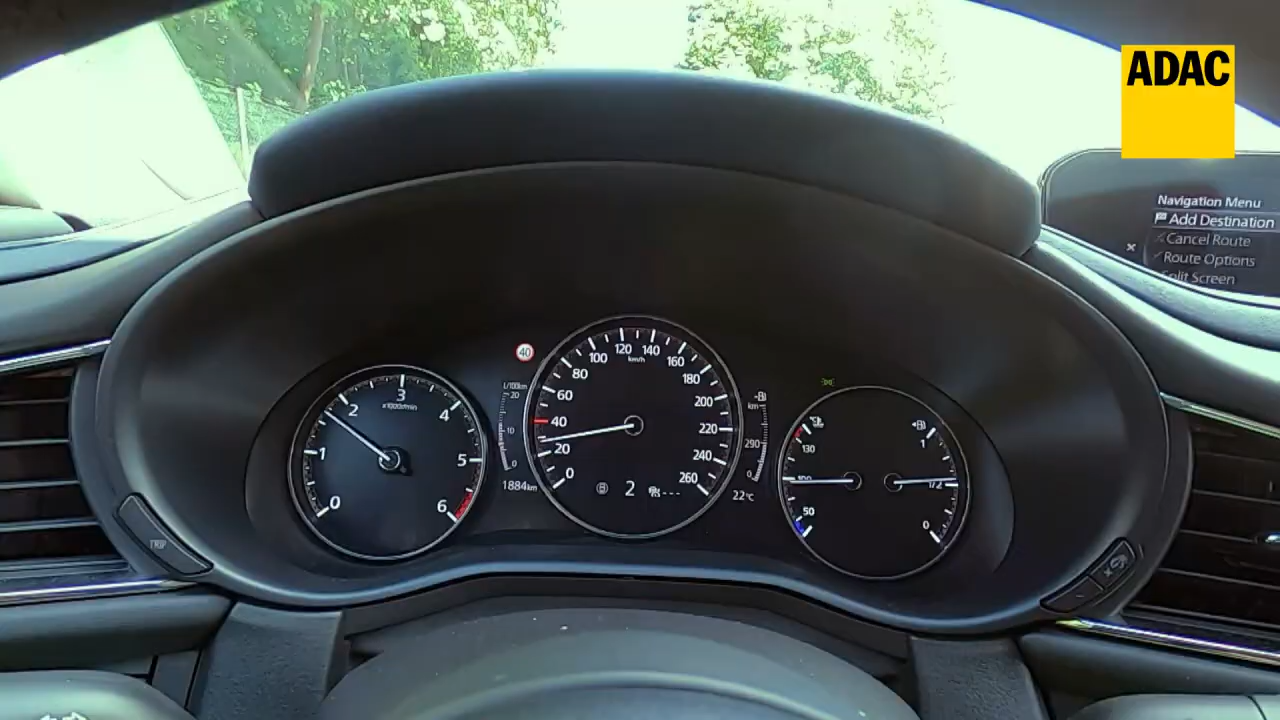 ADAC
Navigation Menu
Add Destination
Cancel Route
Route Options
Split Screen
40
0
1
2
3
4
5
6
x1000r/min
L/100km
20
10
0
1884km
0
20
40
60
80
100
120
140
160
180
200
220
240
260
km/h
2
---
km
290
0
22°C
130
100
50
1
1/2
0
TRIP